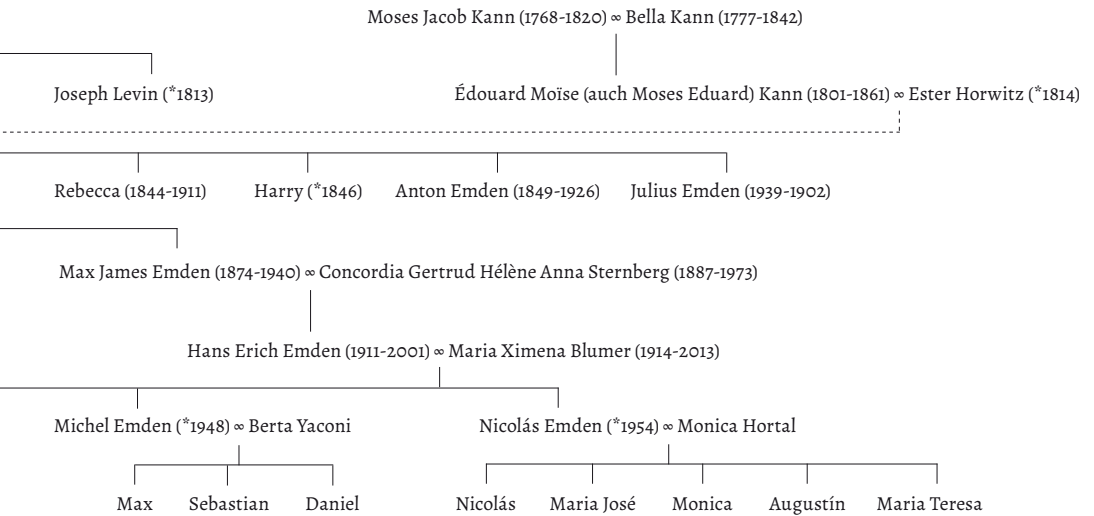 Moses Jacob Kann (1768-1820) ∞ Bella Kann (1777-1842)
Joseph Levin (*1813) Édouard Moïse (auch Moses Eduard) Kann (1801-1861) ∞ Ester Horwitz (*1814)
Rebecca (1844-1911) Harry (*1846) Anton Emden (1849-1926) Julius Emden (1939-1902)
Max James Emden (1874-1940) ∞ Concordia Gertrud Hélène Anna Sternberg (1887-1973)
Hans Erich Emden (1911-2001) ∞ Maria Ximena Blumer (1914-2013)
Michel Emden (*1948) ∞ Berta Yaconi Nicolás Emden (*1954) ∞ Monica Hortal
Max Sebastian Daniel Nicolás Maria José Monica Augustín Maria Teresa